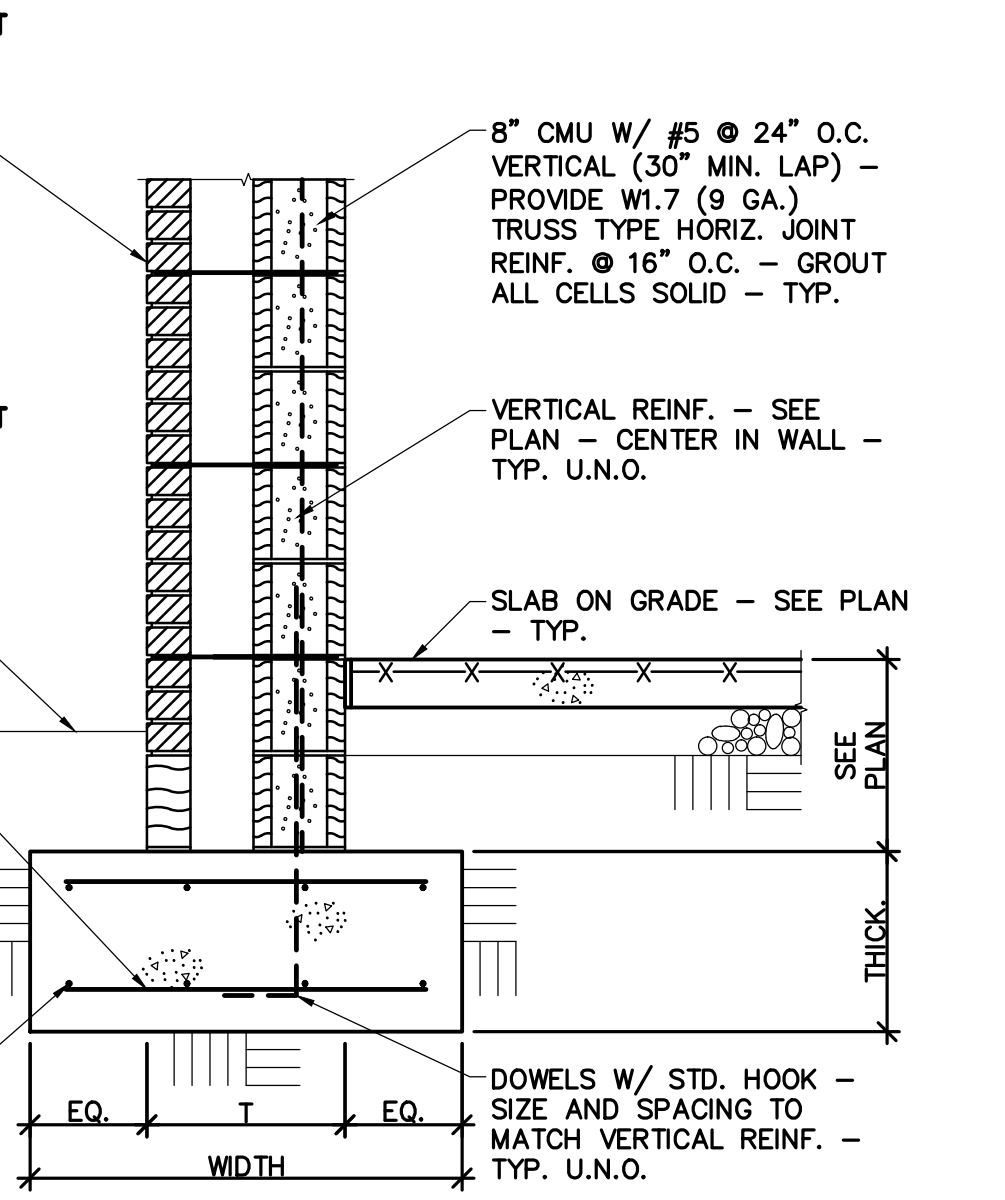 T
8" CMU W/ #5 @ 24" O.C.
VERTICAL (30" MIN. LAP) –
PROVIDE W1.7 (9 GA.)
TRUSS TYPE HORIZ. JOINT
REINF. @ 16" O.C. – GROUT
ALL CELLS SOLID – TYP.
T
VERTICAL REINF. – SEE
PLAN – CENTER IN WALL –
TYP. U.N.O.
SLAB ON GRADE – SEE PLAN
– TYP.
SEE
PLAN
THICK.
DOWELS W/ STD. HOOK –
SIZE AND SPACING TO
MATCH VERTICAL REINF. –
TYP. U.N.O.
EQ.
T
EQ.
WIDTH